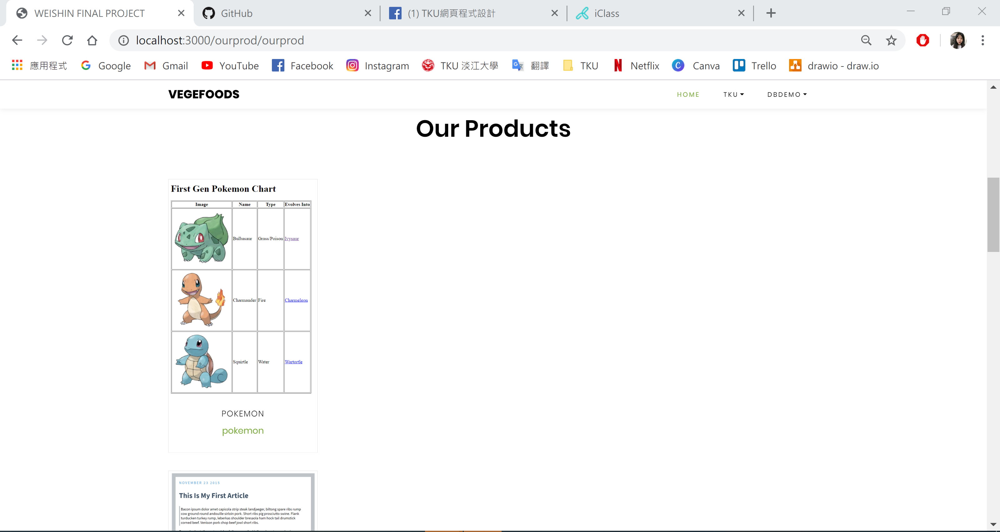 WEISHIN FINAL PROJECT
GitHub
(1) TKU網頁程式設計
iClass
localhost:3000/ourprod/ourprod
應用程式
Google
Gmail
YouTube
Facebook
Instagram
TKU 淡江大學
翻譯
TKU
Netflix
Canva
Trello
drawio - draw.io
VEGEFOODS
HOME
TKU
DBDEMO
Our Products
First Gen Pokemon Chart
Image Name Type Evolves Into
Bulbasaur Grass/Poison Ivysaur
Charmander Fire Charmeleon
Squirtle Water Wartortle
POKEMON
pokemon
NOVEMBER 23 2015
This Is My First Article
Bacon ipsum dolor amet capicola strip steak landjaeger, biltong spare ribs rump
cow ground round andouille sirloin pork. Short ribs pig prosciutto swine. Flank
turducken turkey rump, leberkas shoulder bresaola ham hock tail drumstick
corned beef. Venison pork chop beef jowl short ribs.